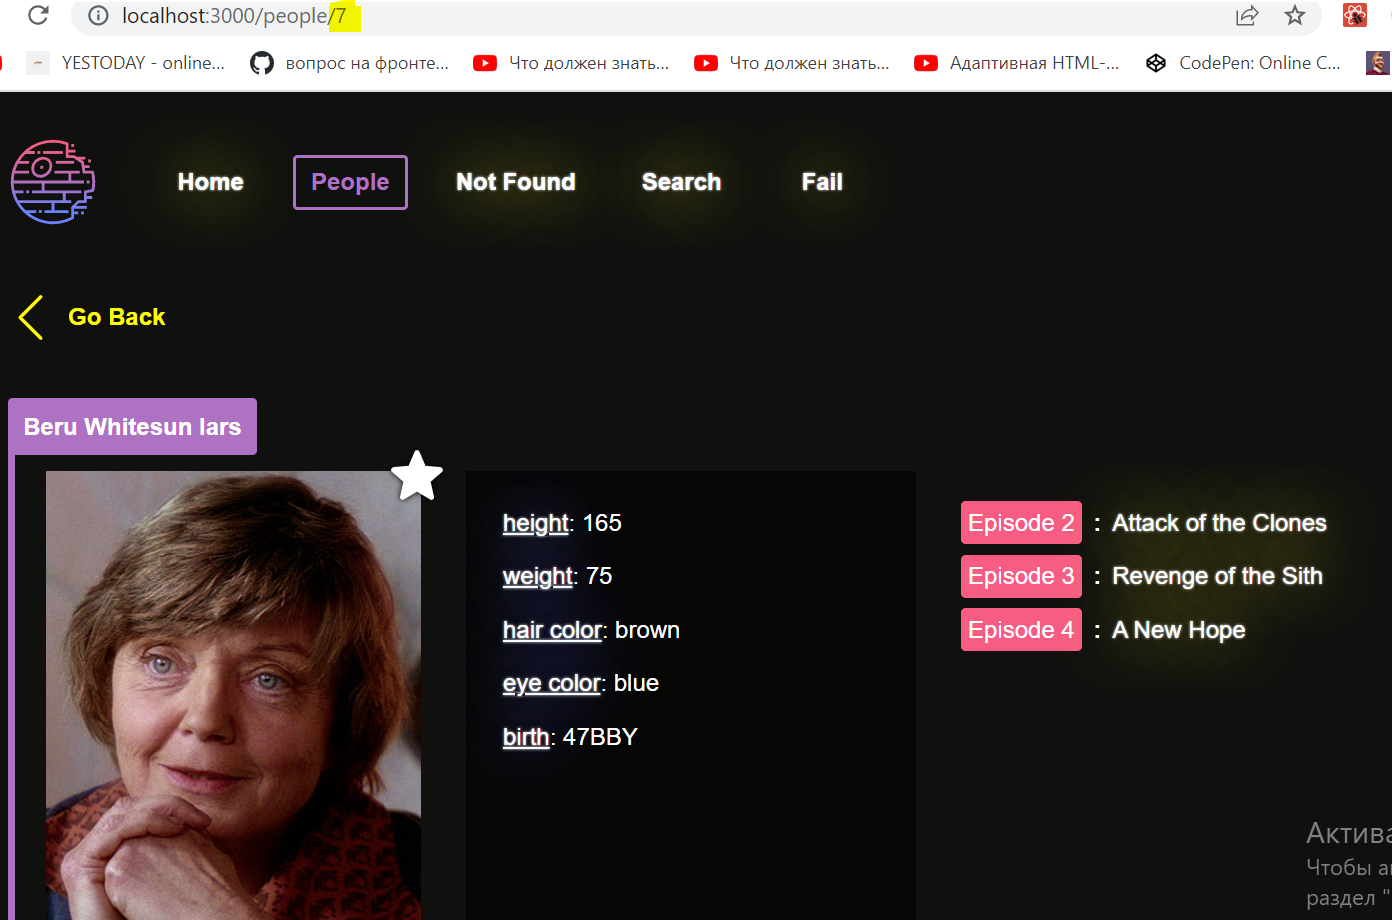 localhost:3000/people/7
YESTODAY - online... вопрос на фронте... Что должен знать... Что должен знать... Адаптивная HTML-... CodePen: Online C...
Home People Not Found Search Fail
Go Back
Beru Whitesun lars
height: 165
weight: 75
hair color: brown
eye color: blue
birth: 47BBY
Episode 2 : Attack of the Clones
Episode 3 : Revenge of the Sith
Episode 4 : A New Hope
Актива
Чтобы а
раздел "